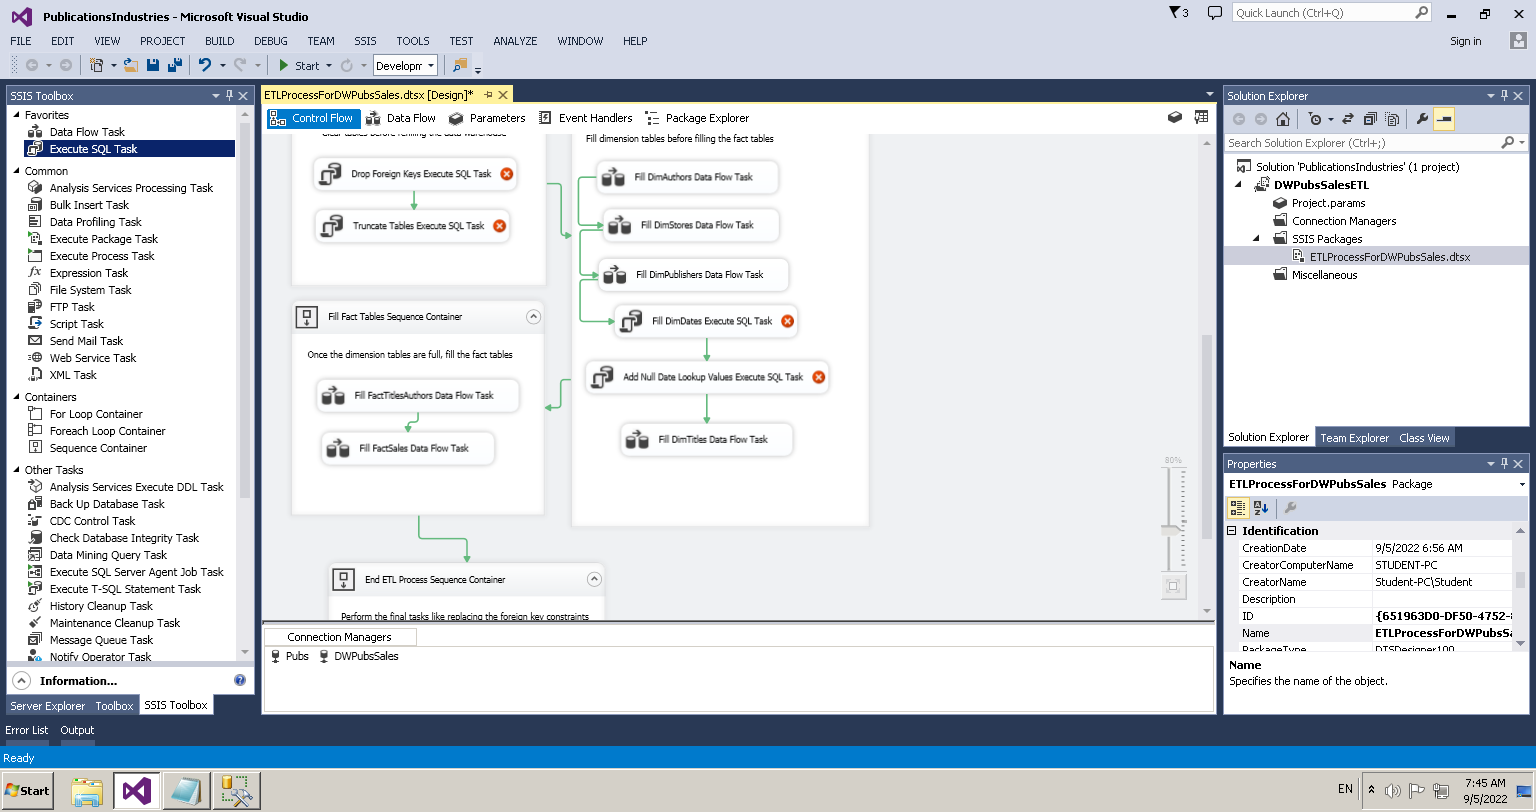 PublicationsIndustries - Microsoft Visual Studio
3
Quick Launch (Ctrl+Q)
FILE EDIT VIEW PROJECT BUILD DEBUG TEAM SSIS TOOLS TEST ANALYZE WINDOW HELP
Sign in
Start
Developm
SSIS Toolbox
Favorites
Data Flow Task
Execute SQL Task
Common
Analysis Services Processing Task
Bulk Insert Task
Data Profiling Task
Execute Package Task
Execute Process Task
Expression Task
File System Task
FTP Task
Script Task
Send Mail Task
Web Service Task
XML Task
Containers
For Loop Container
Foreach Loop Container
Sequence Container
Other Tasks
Analysis Services Execute DDL Task
Back Up Database Task
CDC Control Task
Check Database Integrity Task
Data Mining Query Task
Execute SQL Server Agent Job Task
Execute T-SQL Statement Task
History Cleanup Task
Maintenance Cleanup Task
Message Queue Task
Notify Operator Task
Information...
Server Explorer Toolbox SSIS Toolbox
ETLProcessForDWPubsSales.dtsx [Design]*
Control Flow Data Flow Parameters Event Handlers Package Explorer
Clear tables before refilling the data warehouse
Drop Foreign Keys Execute SQL Task
Truncate Tables Execute SQL Task
Fill dimension tables before filling the fact tables
Fill DimAuthors Data Flow Task
Fill DimStores Data Flow Task
Fill DimPublishers Data Flow Task
Fill DimDates Execute SQL Task
Add Null Date Lookup Values Execute SQL Task
Fill DimTitles Data Flow Task
Fill Fact Tables Sequence Container
Once the dimension tables are full, fill the fact tables
Fill FactTitlesAuthors Data Flow Task
Fill FactSales Data Flow Task
End ETL Process Sequence Container
Perform the final tasks like replacing the foreign key constraints
80%
Connection Managers
Pubs DWPubsSales
Solution Explorer
Search Solution Explorer (Ctrl+;)
Solution 'PublicationsIndustries' (1 project)
DWPubsSalesETL
Project.params
Connection Managers
SSIS Packages
ETLProcessForDWPubsSales.dtsx
Miscellaneous
Solution Explorer Team Explorer Class View
Properties
ETLProcessForDWPubsSales Package
Identification
CreationDate 9/5/2022 6:56 AM
CreatorComputerName STUDENT-PC
CreatorName Student-PC\Student
Description
ID {651963D0-DF50-4752-
Name ETLProcessForDWPubsSa
PackageType DTSDesigner100
Name
Specifies the name of the object.
Error List Output
Ready
Start
EN
7:45 AM
9/5/2022